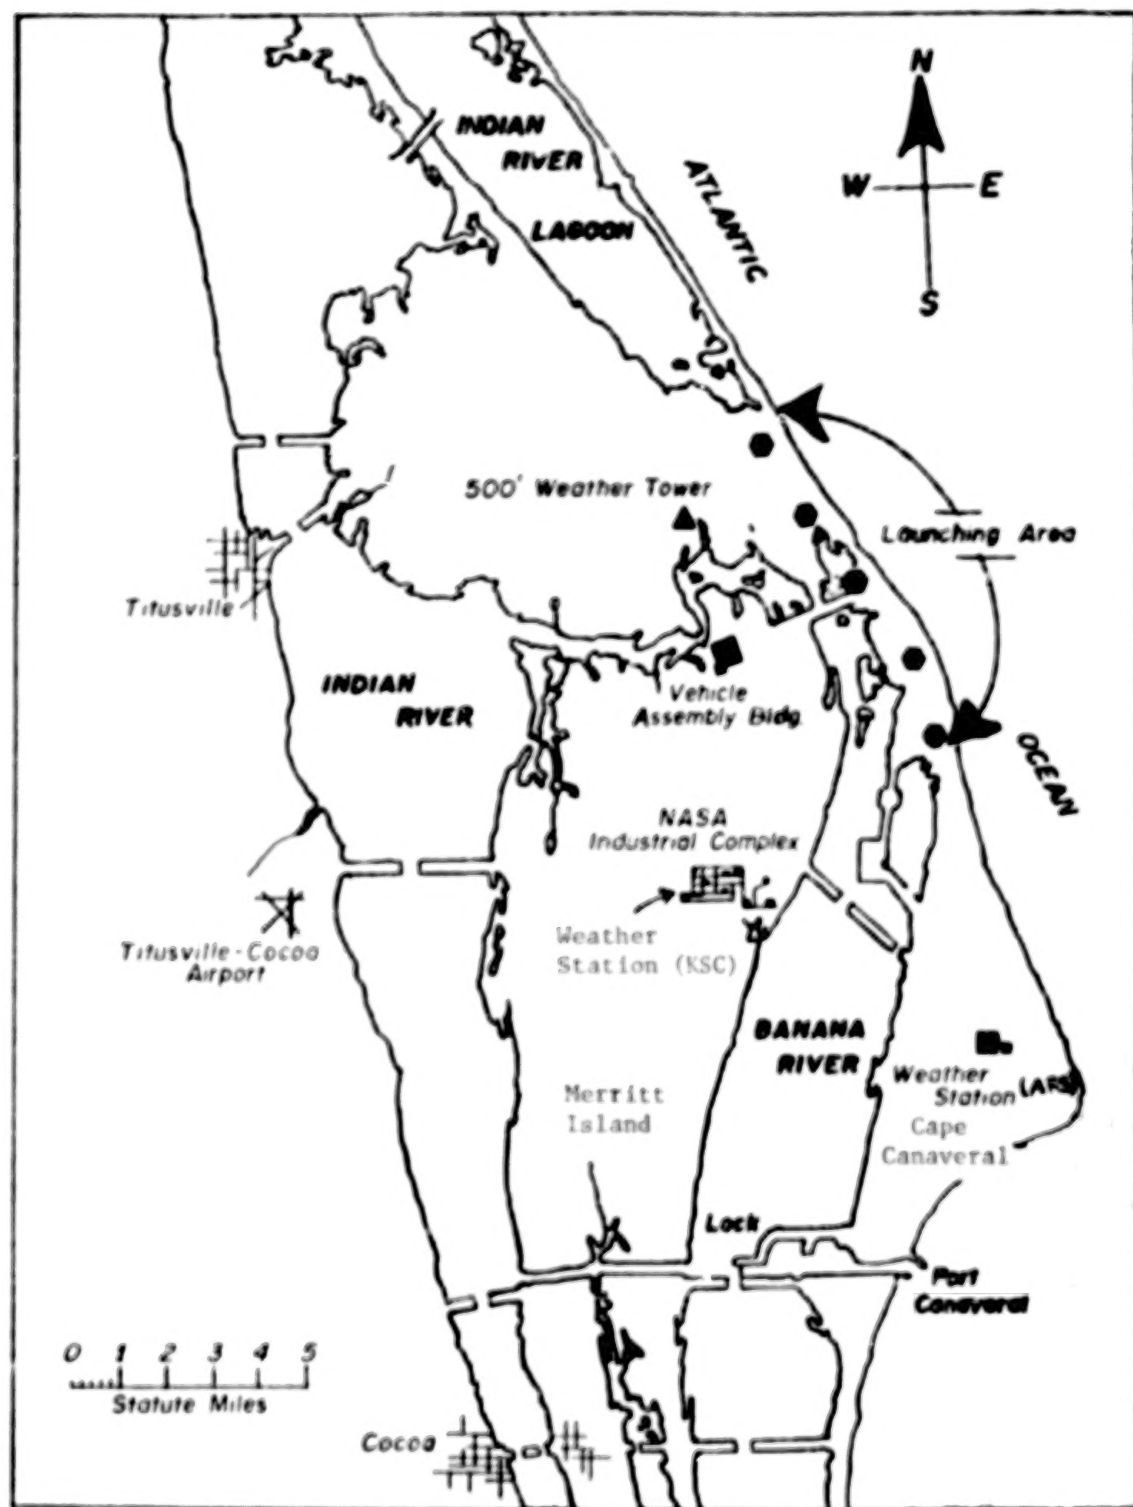 N
W
E
S
INDIAN
RIVER
LAGOON
ATLANTIC
500' Weather Tower
Launching Area
Titusville
INDIAN
RIVER
Vehicle
Assembly Bldg.
OCEAN
NASA
Industrial Complex
Titusville-Cocoa
Airport
Weather
Station (KSC)
BANANA
RIVER
Weather
Station (AFS)
Merritt
Island
Cape
Canaveral
Lock
Port
Canaveral
0 1 2 3 4 5
Statute Miles
Cocoa